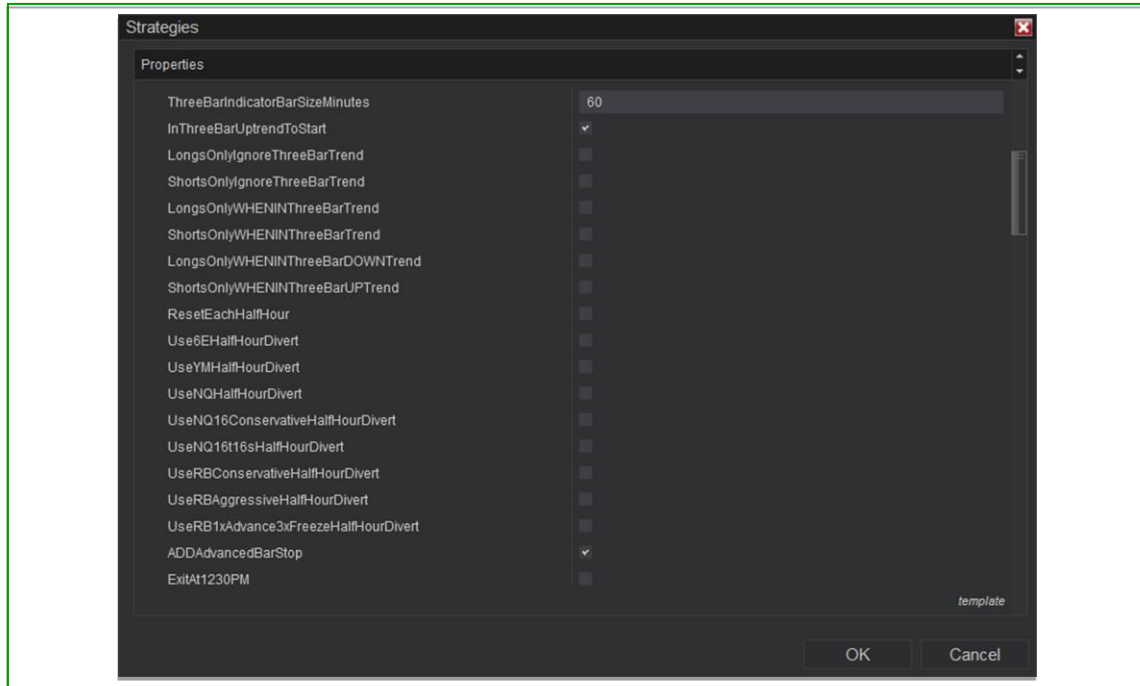 Strategies
Properties
ThreeBarIndicatorBarSizeMinutes 60
InThreeBarUptrendToStart
LongsOnlyIgnoreThreeBarTrend
ShortsOnlyIgnoreThreeBarTrend
LongsOnlyWHENINThreeBarTrend
ShortsOnlyWHENINThreeBarTrend
LongsOnlyWHENINThreeBarDOWNTrend
ShortsOnlyWHENINThreeBarUPTrend
ResetEachHalfHour
Use6EHalfHourDivert
UseYMHalfHourDivert
UseNQHalfHourDivert
UseNQ16ConservativeHalfHourDivert
UseNQ16t16sHalfHourDivert
UseRBConservativeHalfHourDivert
UseRBAggressiveHalfHourDivert
UseRB1xAdvance3xFreezeHalfHourDivert
ADDAdvancedBarStop
ExitAt1230PM
template
OK Cancel